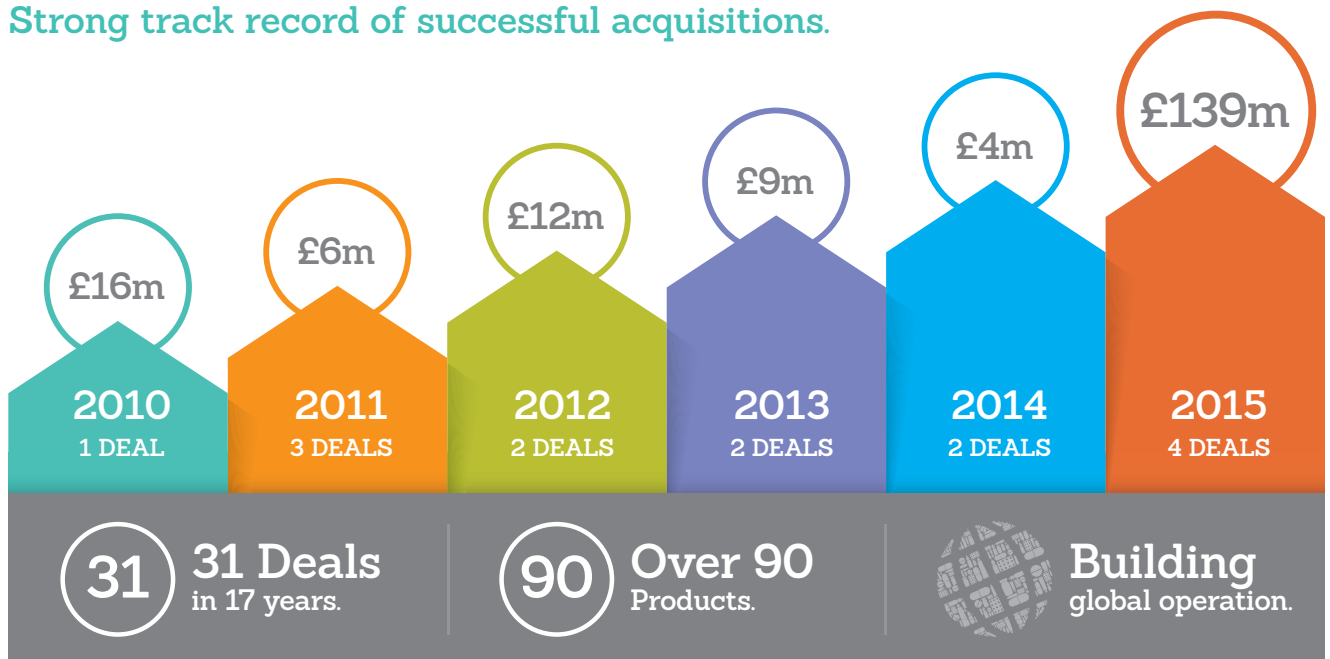 Strong track record of successful acquisitions.
£16m
£6m
£12m
£9m
£4m
£139m
2010
1 DEAL
2011
3 DEALS
2012
2 DEALS
2013
2 DEALS
2014
2 DEALS
2015
4 DEALS
31
31 Deals
in 17 years.
90
Over 90
Products.
Building
global operation.